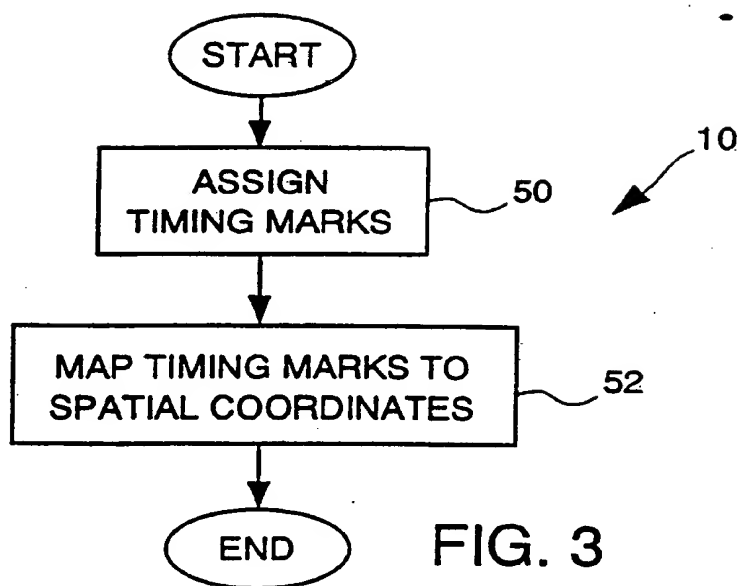 START
10
ASSIGN
TIMING MARKS
50
MAP TIMING MARKS TO
SPATIAL COORDINATES
52
END
FIG. 3